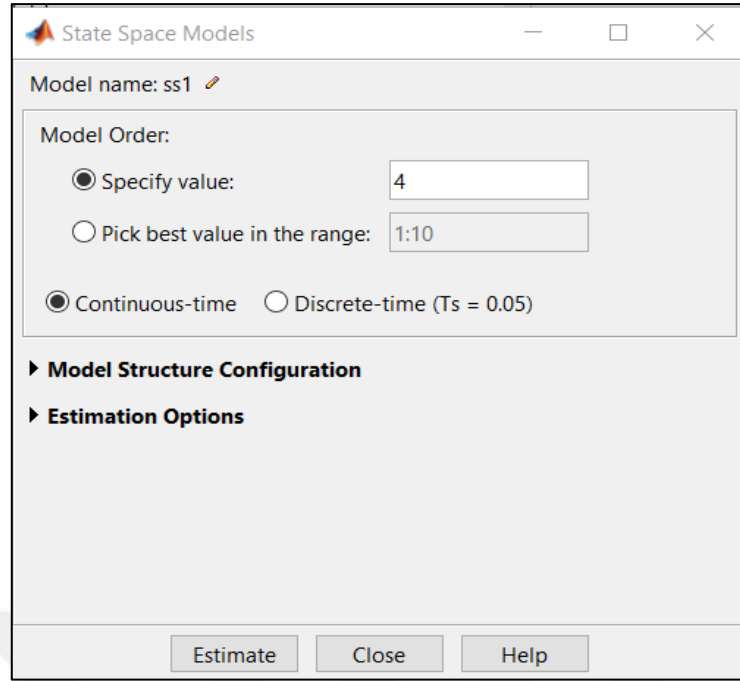 State Space Models
Model name: ss1
Model Order:
Specify value: 4
Pick best value in the range: 1:10
Continuous-time Discrete-time (Ts = 0.05)
Model Structure Configuration
Estimation Options
Estimate Close Help